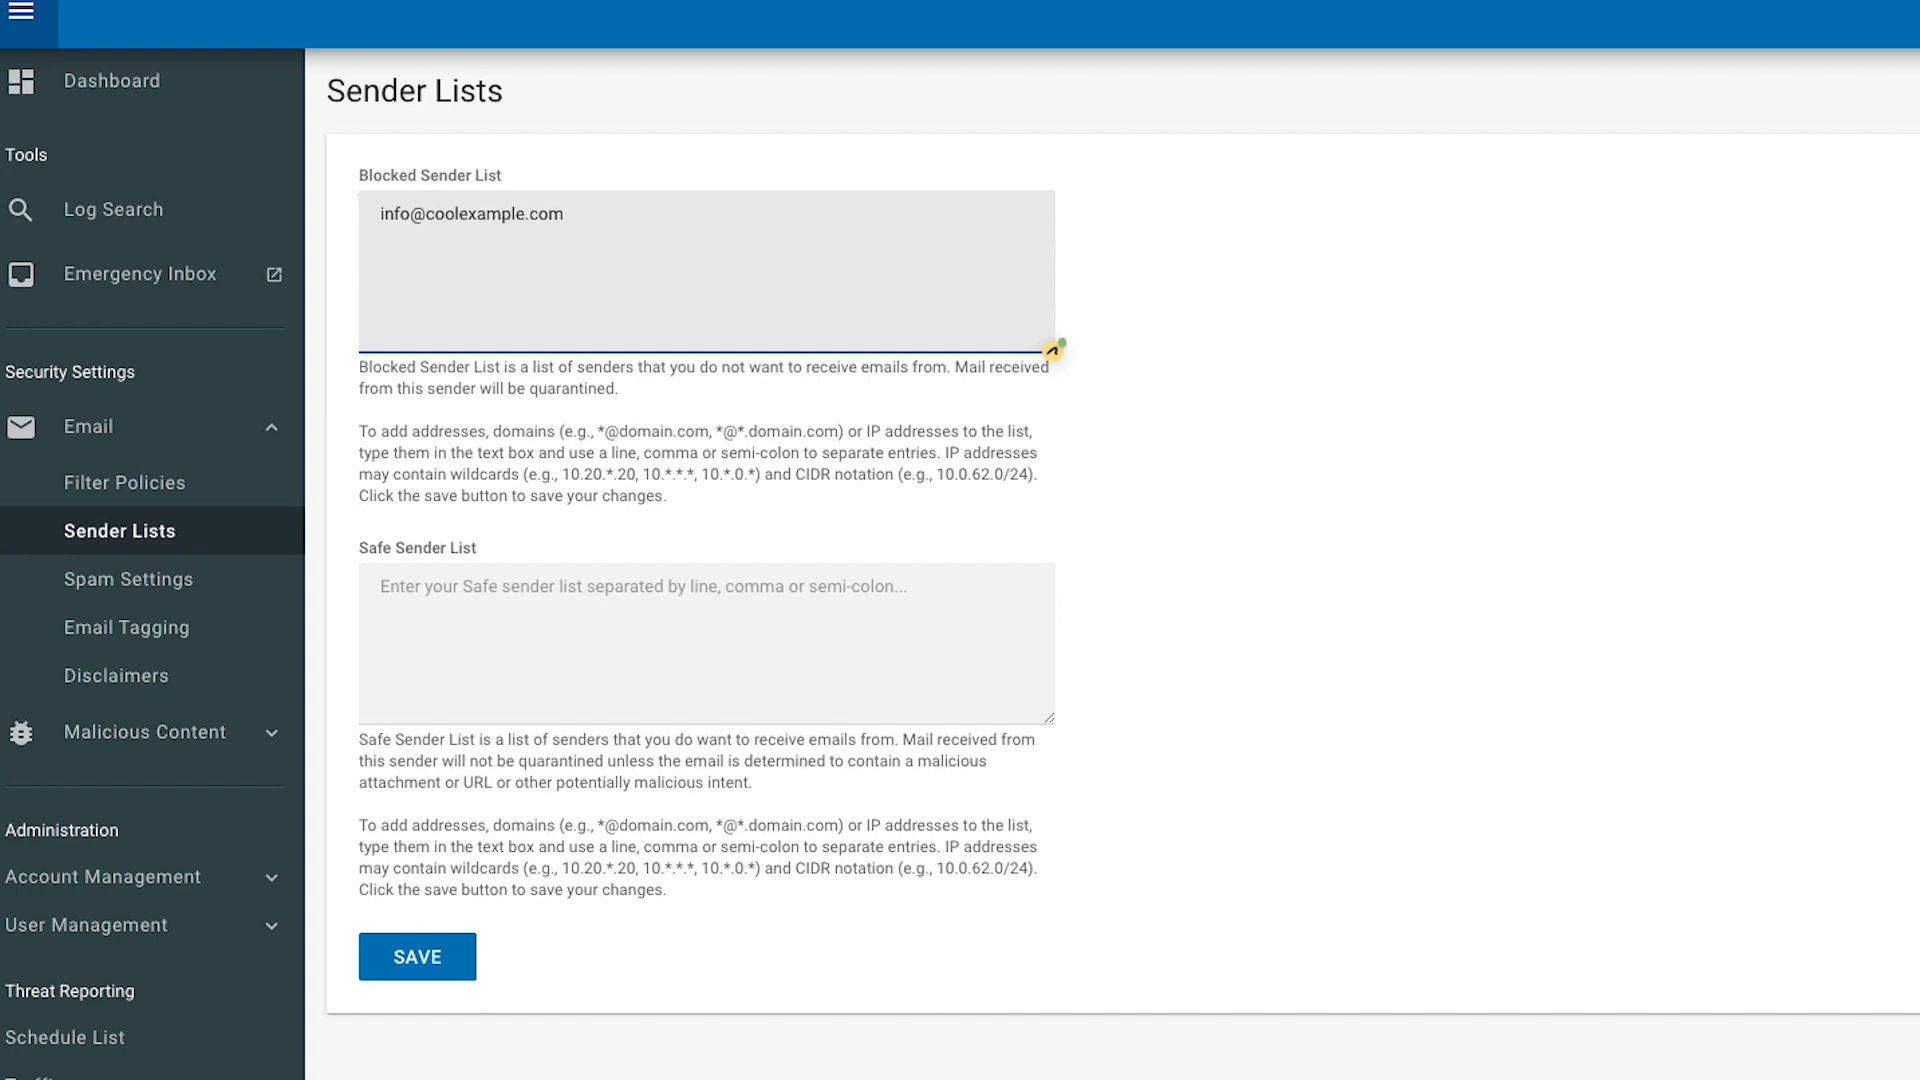 Dashboard
Tools
Log Search
Emergency Inbox
Security Settings
Email
Filter Policies
Sender Lists
Spam Settings
Email Tagging
Disclaimers
Malicious Content
Administration
Account Management
User Management
Threat Reporting
Schedule List
Sender Lists
Blocked Sender List
info@coolexample.com
Blocked Sender List is a list of senders that you do not want to receive emails from. Mail received
from this sender will be quarantined.
To add addresses, domains (e.g., *@domain.com, *@*.domain.com) or IP addresses to the list,
type them in the text box and use a line, comma or semi-colon to separate entries. IP addresses
may contain wildcards (e.g., 10.20.*.20, 10.*.*.*, 10.*.0.*) and CIDR notation (e.g., 10.0.62.0/24).
Click the save button to save your changes.
Safe Sender List
Enter your Safe sender list separated by line, comma or semi-colon...
Safe Sender List is a list of senders that you do want to receive emails from. Mail received from
this sender will not be quarantined unless the email is determined to contain a malicious
attachment or URL or other potentially malicious intent.
To add addresses, domains (e.g., *@domain.com, *@*.domain.com) or IP addresses to the list,
type them in the text box and use a line, comma or semi-colon to separate entries. IP addresses
may contain wildcards (e.g., 10.20.*.20, 10.*.*.*, 10.*.0.*) and CIDR notation (e.g., 10.0.62.0/24).
Click the save button to save your changes.
SAVE